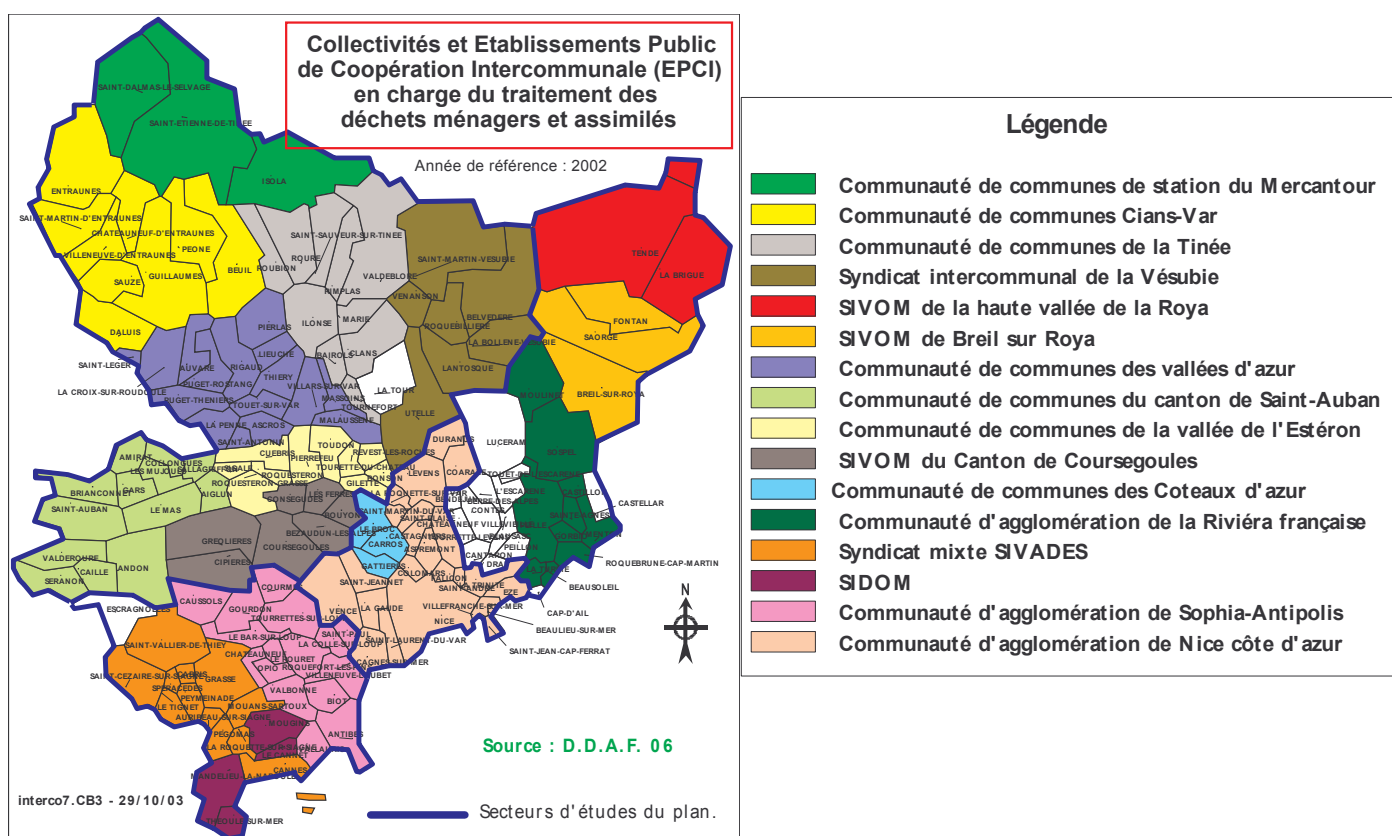 Collectivités et Etablissements Public
de Coopération Intercommunale (EPCI)
en charge du traitement des
déchets ménagers et assimilés
Année de référence : 2002
SAINT-DALMAS-LE-SELVAGE
SAINT-ETIENNE-DE-TINEE
ISOLA
ENTRAUNES
SAINT-MARTIN-D'ENTRAUNES
CHATEAUNEUF-D'ENTRAUNES
VILLENEUVE-D'ENTRAUNES
PEONE
GUILLAUMES
SAUZE
BEUIL
DALUIS
ROUBION
ROURE
SAINT-SAUVEUR-SUR-TINEE
VALDEBLORE
RIMPLAS
ILONSE
MARIE
BAIROLS
CLANS
SAINT-MARTIN-VESUBIE
VENANSON
BELVEDERE
ROQUEBILLIERE
LA BOLLENE-VESUBIE
LANTOSQUE
UTELLE
TENDE
LA BRIGUE
FONTAN
SAORGE
BREIL-SUR-ROYA
SAINT-LEGER
LA CROIX-SUR-ROUDOULE
PIERLAS
LIEUCHE
AUVARE
RIGAUD
THIERY
PUGET-ROSTANG
VILLARS-SUR-VAR
PUGET-THENIERS
TOUET-SUR-VAR
MASSOINS
LA TOUR
TOURNEFORT
MALAUSSENE
LA PENNE
ASCROS
SAINT-ANTONIN
CUEBRIS
TOUDON
PIERREFEU
REVEST-LES-ROCHES
TOURETTE-DU-CHATEAU
BONSON
GILETTE
SIGALE
ROQUESTERON
ROQUESTERON-GRASSE
AIGLUN
AMIRAT
COLLONGUES
LES MUJOULS
GARS
BRIANCONNET
SAINT-AUBAN
LE MAS
VALDEROURE
CAILLE
ANDON
SERANON
LES FERRES
CONSEGUDES
BOUYON
BEZAUDUN-LES-ALPES
COURSEGOULES
GREOLIERES
CIPIERES
LE BROC
CARROS
GATTIERES
DURANUS
LEVENS
COARAZE
LUCERAM
MOULINET
SOSPEL
CASTILLON
CASTELLAR
SAINTE-AGNES
GORBIO
MENTON
ROQUEBRUNE-CAP-MARTIN
BEAUSOLEIL
LA TURBIE
CAP-D'AIL
BEAULIEU-SUR-MER
SAINT-JEAN-CAP-FERRAT
LA ROQUETTE-SUR-VAR
SAINT-MARTIN-DU-VAR
SAINT-BLAISE
CASTAGNIERS
ASPREMONT
COLOMARS
L'ESCARENE
CONTES
PEILLON
CANTARON
FALICON
LA TRINITE
EZE
VILLEFRANCHE-SUR-MER
NICE
SAINT-JEANNET
LA GAUDE
VENCE
SAINT-LAURENT-DU-VAR
CAGNES-SUR-MER
ESCRAGNOLLES
CAUSSOLS
COURMES
GOURDON
TOURRETTES-SUR-LOUP
LE BAR-SUR-LOUP
SAINT-PAUL
LA COLLE-SUR-LOUP
CHATEAUNEUF
LE ROURET
OPIO
VILLENEUVE-LOUBET
VALBONNE
BIOT
ANTIBES
SAINT-VALLIER-DE-THIEY
SAINT-CEZAIRE-SUR-SIAGNE
CABRIS
GRASSE
SPERACEDES
PEYMEINADE
LE TIGNET
AURIBEAU-SUR-SIAGNE
MOUANS-SARTOUX
MOUGINS
PEGOMAS
LA ROQUETTE-SUR-SIAGNE
LE CANNET
CANNES
MANDELIEU-LA-NAPOULE
THEOULE-SUR-MER
N
Source : D.D.A.F. 06
interco7.CB3 - 29/10/03
Secteurs d'études du plan.
Légende
Communauté de communes de station du Mercantour
Communauté de communes Cians-Var
Communauté de communes de la Tinée
Syndicat intercommunal de la Vésubie
SIVOM de la haute vallée de la Roya
SIVOM de Breil sur Roya
Communauté de communes des vallées d'azur
Communauté de communes du canton de Saint-Auban
Communauté de communes de la vallée de l'Estéron
SIVOM du Canton de Coursegoules
Communauté de communes des Coteaux d'azur
Communauté d'agglomération de la Riviéra française
Syndicat mixte SIVADES
SIDOM
Communauté d'agglomération de Sophia-Antipolis
Communauté d'agglomération de Nice côte d'azur